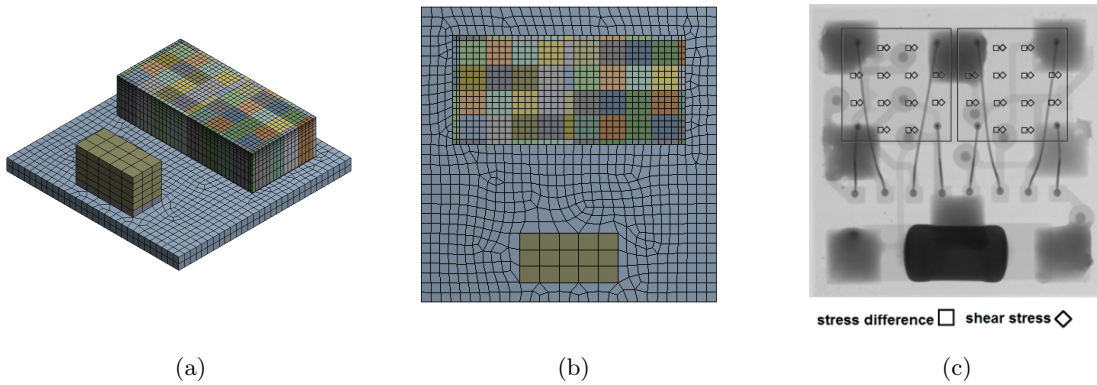 stress difference □ shear stress ◇
(a) (b) (c)